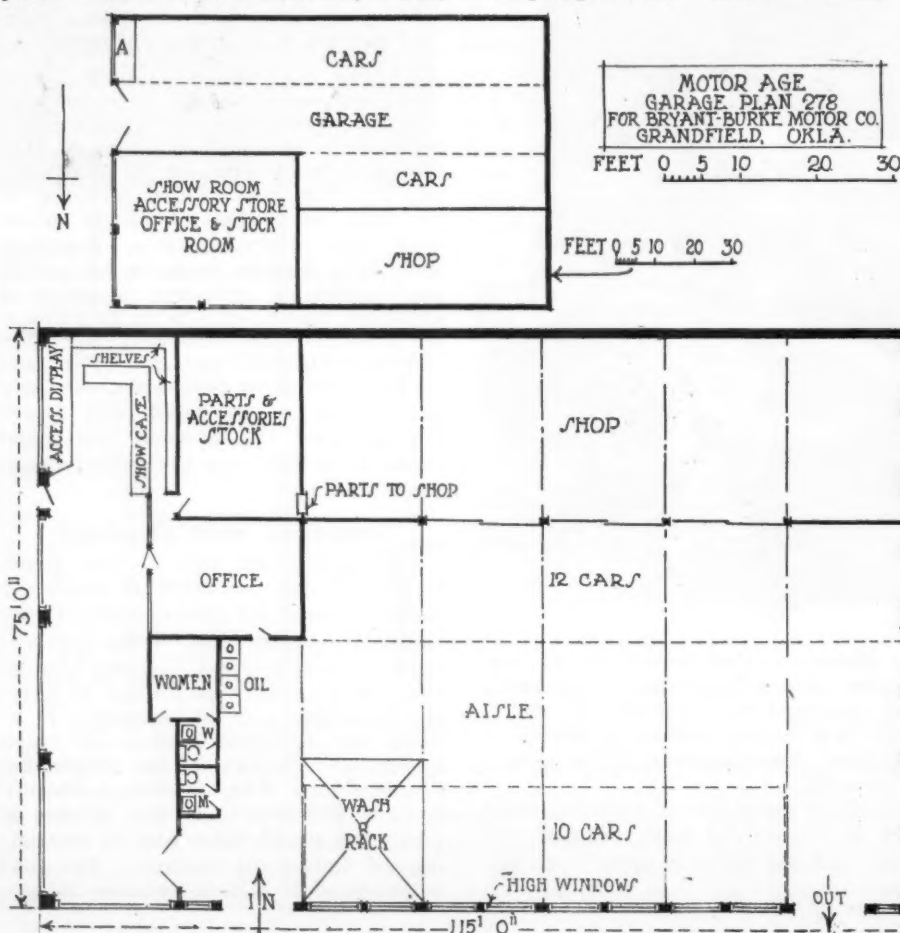 A
CARS
GARAGE
CARS
SHOW ROOM
ACCESSORY STORE
OFFICE & STOCK
ROOM
SHOP
N
MOTOR AGE
GARAGE PLAN 278
FOR BRYANT-BURKE MOTOR CO.
GRANDFIELD, OKLA.
FEET 0 5 10 20 30
FEET 0 5 10 20 30
ACCESS DISPLAY
SHELVES
SHOW CASE
PARTS &
ACCESSORIES
STOCK
SHOP
PARTS TO SHOP
OFFICE
12 CARS
75' 0"
WOMEN
OIL
AISLE
W
C
C
M
WASH
RACK
10 CARS
HIGH WINDOWS
IN
OUT
115' 0"